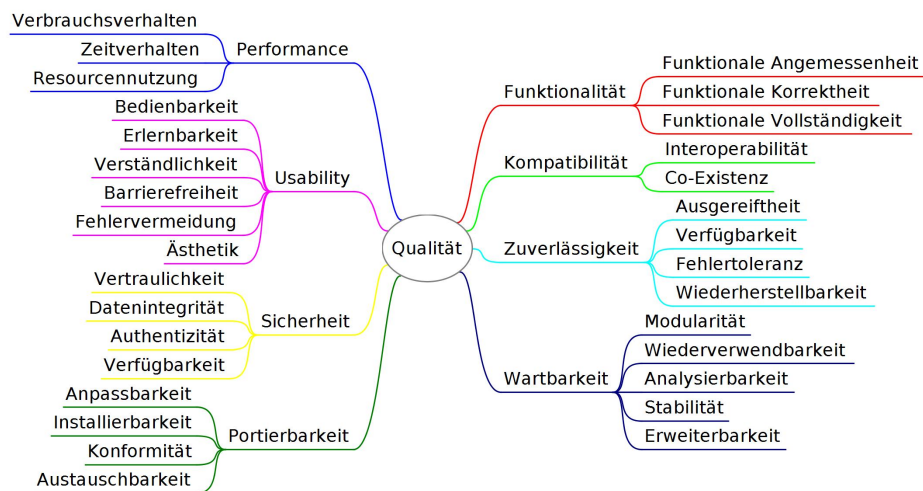 Qualität
Performance
Verbrauchsverhalten
Zeitverhalten
Resourcennutzung
Usability
Bedienbarkeit
Erlernbarkeit
Verständlichkeit
Barrierefreiheit
Fehlervermeidung
Ästhetik
Sicherheit
Vertraulichkeit
Datenintegrität
Authentizität
Verfügbarkeit
Portierbarkeit
Anpassbarkeit
Installierbarkeit
Konformität
Austauschbarkeit
Funktionalität
Funktionale Angemessenheit
Funktionale Korrektheit
Funktionale Vollständigkeit
Kompatibilität
Interoperabilität
Co-Existenz
Zuverlässigkeit
Ausgereiftheit
Verfügbarkeit
Fehlertoleranz
Wiederherstellbarkeit
Wartbarkeit
Modularität
Wiederverwendbarkeit
Analysierbarkeit
Stabilität
Erweiterbarkeit